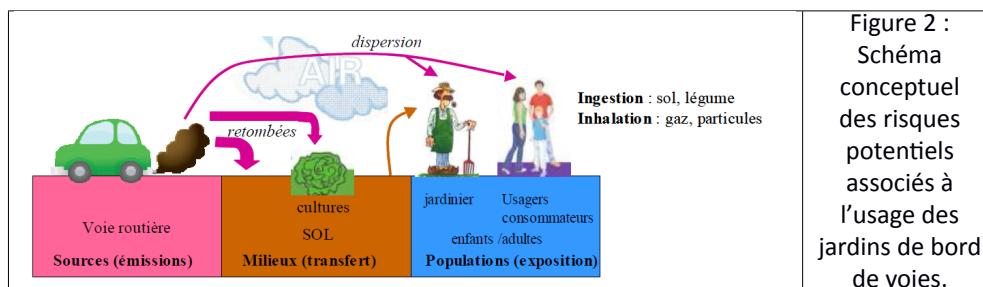 dispersion
AIR
retombées
Ingestion : sol, légume
Inhalation : gaz, particules
Voie routière
Sources (émissions)
cultures
SOL
Milieux (transfert)
jardinier
Usagers
consommateurs
enfants /adultes
Populations (exposition)
Figure 2 :
Schéma
conceptuel
des risques
potentiels
associés à
l’usage des
jardins de bord
de voies.